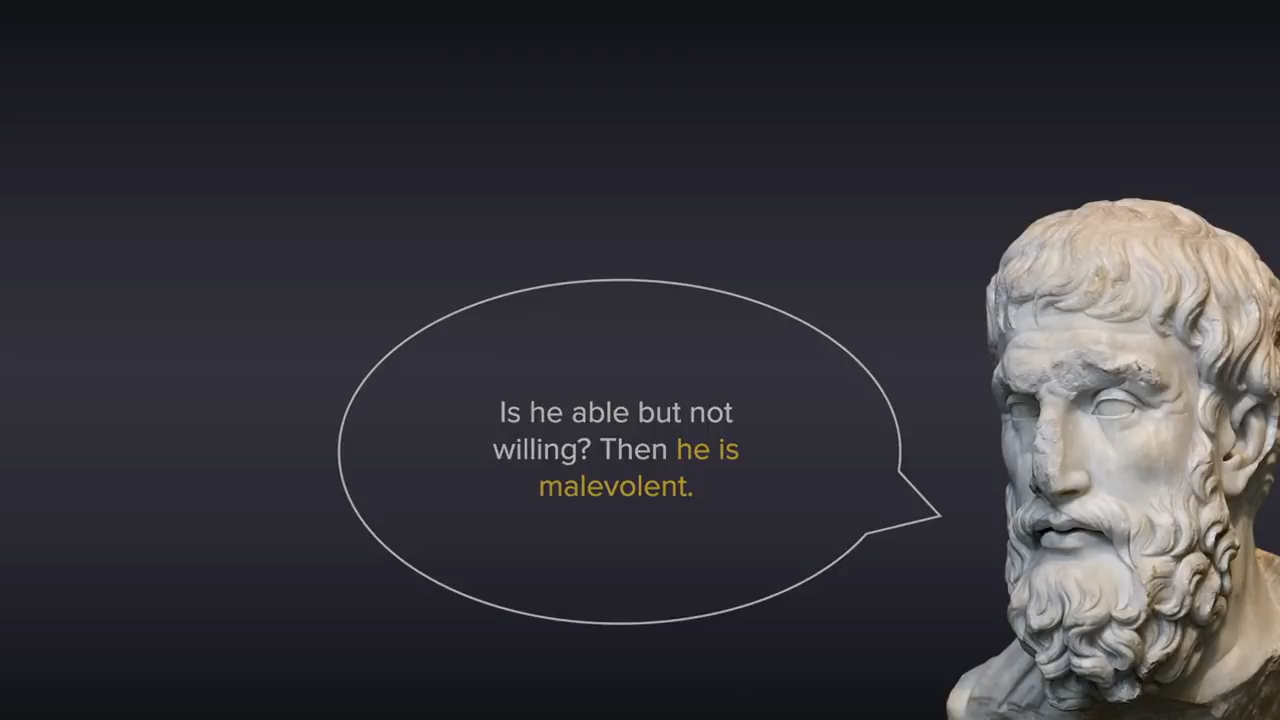 Is he able but not
willing? Then he is
malevolent.